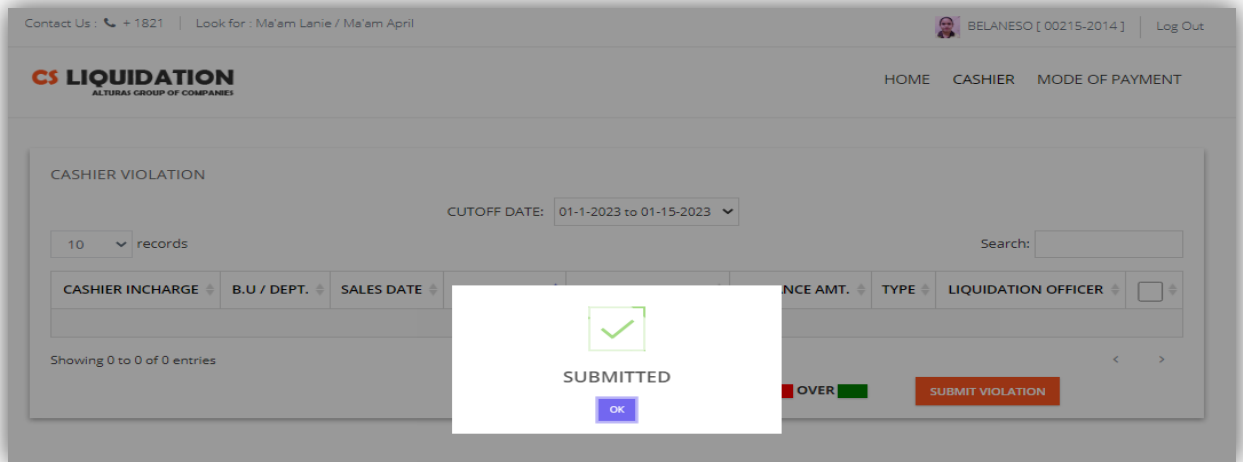 Contact Us : + 1821 | Look for : Ma'am Lanie / Ma'am April BELANESO [ 00215-2014 ] | Log Out
CS LIQUIDATION
ALTURAS GROUP OF COMPANIES
HOME CASHIER MODE OF PAYMENT
CASHIER VIOLATION
CUTOFF DATE: 01-1-2023 to 01-15-2023
10 records Search:
CASHIER INCHARGE B.U / DEPT. SALES DATE NCE AMT. TYPE LIQUIDATION OFFICER
Showing 0 to 0 of 0 entries < >
SUBMITTED
OVER SUBMIT VIOLATION
OK